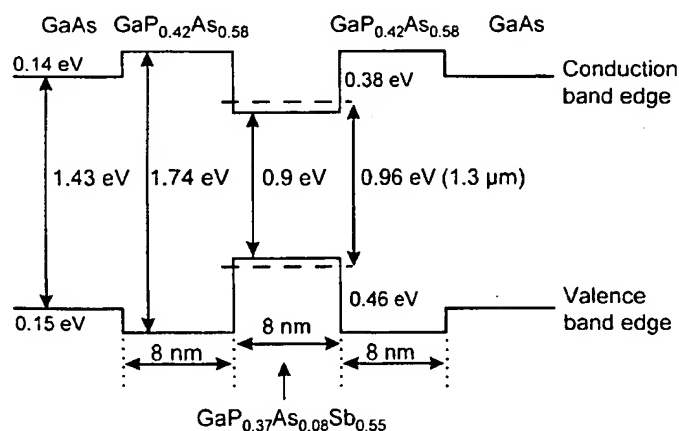 GaAs GaP0.42As0.58 GaP0.42As0.58 GaAs
0.14 eV
0.38 eV
Conduction
band edge
1.43 eV
1.74 eV
0.9 eV
0.96 eV (1.3 µm)
0.15 eV
0.46 eV
Valence
band edge
8 nm
8 nm
8 nm
GaP0.37As0.08Sb0.55